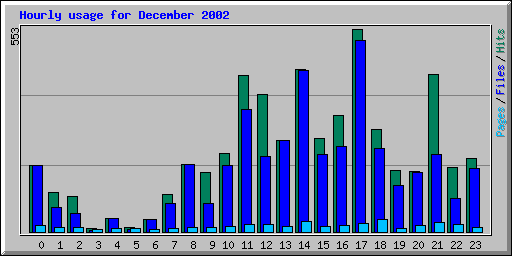 Hourly usage for December 2002
553
Pages/Files/Hits
0 1 2 3 4 5 6 7 8 9 10 11 12 13 14 15 16 17 18 19 20 21 22 23